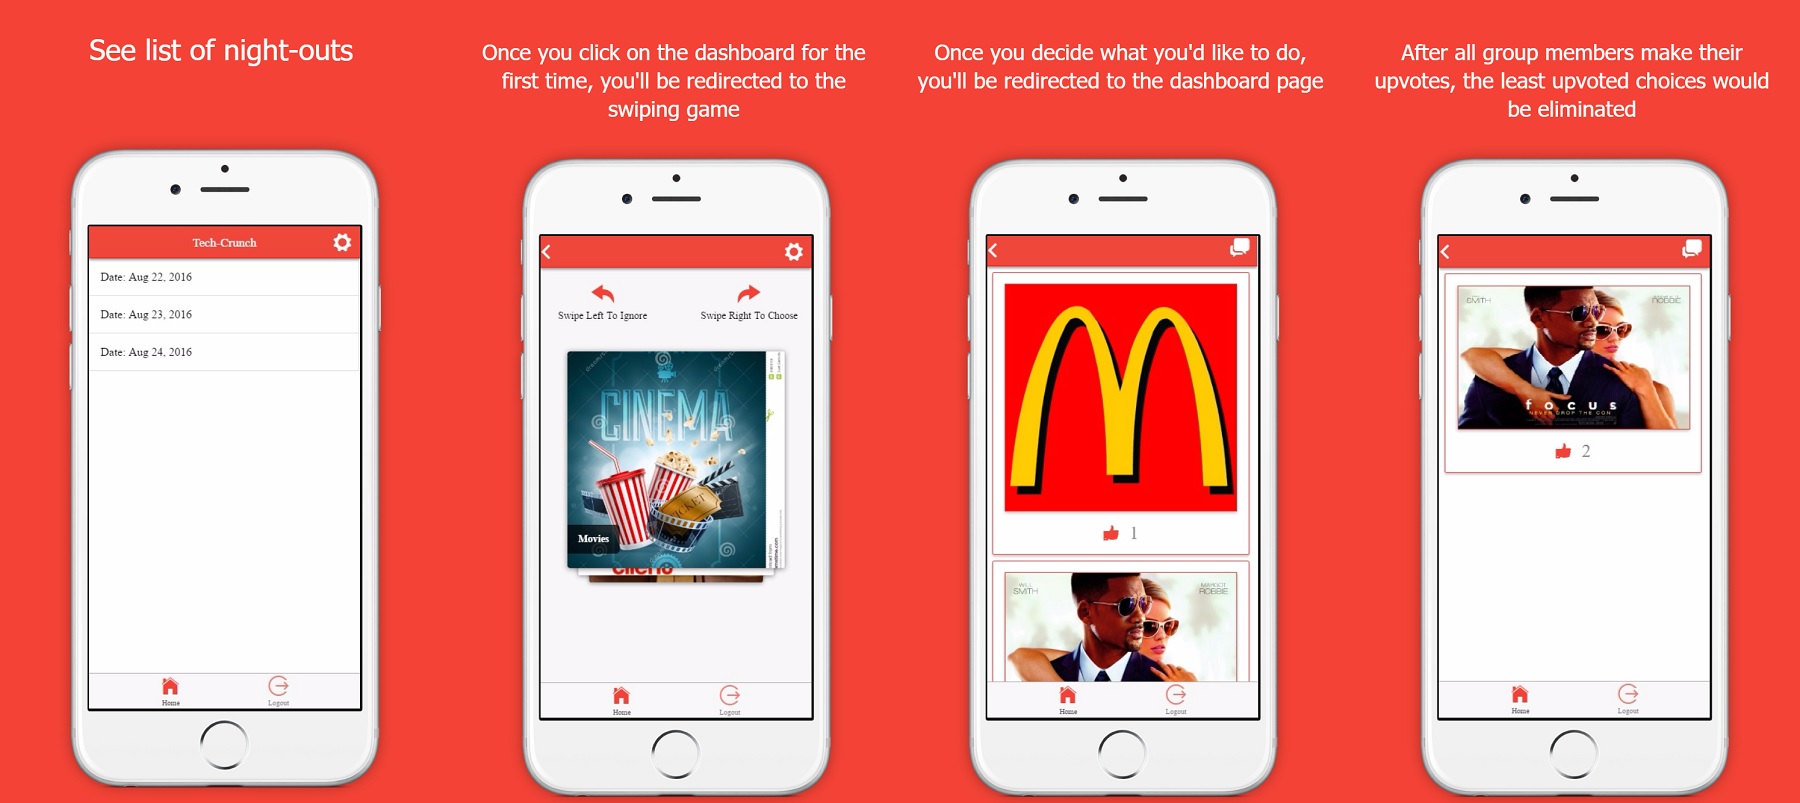 See list of night-outs
Once you click on the dashboard for the
first time, you'll be redirected to the
swiping game
Once you decide what you'd like to do,
you'll be redirected to the dashboard page
After all group members make their
upvotes, the least upvoted choices would
be eliminated
Tech-Crunch
Date: Aug 22, 2016
Date: Aug 23, 2016
Date: Aug 24, 2016
Home
Logout
Swipe Left To Ignore
Swipe Right To Choose
CINEMA
TICKET
Movies
Home
Logout
M
1
WILL
SMITH
MARGOT
ROBBIE
Home
Logout
SMITH
ROBBIE
focus
NEVER DROP THE CON
2
Home
Logout